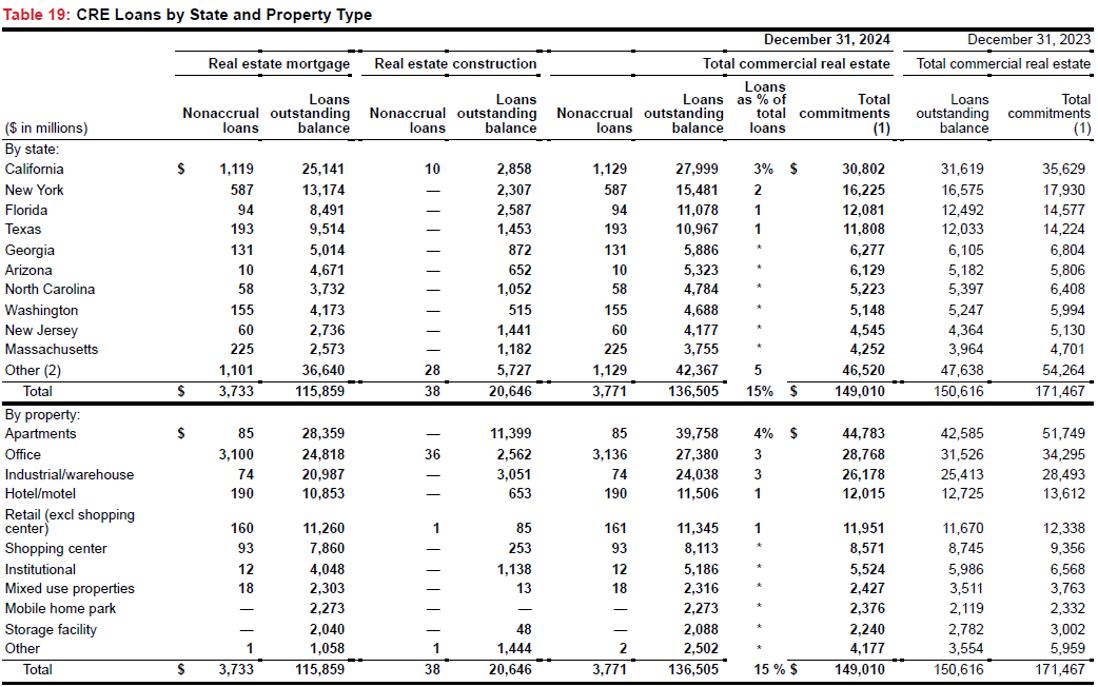 Table 19: CRE Loans by State and Property Type
December 31, 2024 December 31, 2023
Real estate mortgage Real estate construction Total commercial real estate Total commercial real estate
($ in millions) Nonaccrual loans Loans outstanding balance Nonaccrual loans Loans outstanding balance Nonaccrual loans Loans outstanding balance Loans as % of total loans Total commitments (1) Loans outstanding balance Total commitments (1)
By state:
California $ 1,119 25,141 10 2,858 1,129 27,999 3% $ 30,802 31,619 35,629
New York 587 13,174 — 2,307 587 15,481 2 16,225 16,575 17,930
Florida 94 8,491 — 2,587 94 11,078 1 12,081 12,492 14,577
Texas 193 9,514 — 1,453 193 10,967 1 11,808 12,033 14,224
Georgia 131 5,014 — 872 131 5,886 * 6,277 6,105 6,804
Arizona 10 4,671 — 652 10 5,323 * 6,129 5,182 5,806
North Carolina 58 3,732 — 1,052 58 4,784 * 5,223 5,397 6,408
Washington 155 4,173 — 515 155 4,688 * 5,148 5,247 5,994
New Jersey 60 2,736 — 1,441 60 4,177 * 4,545 4,364 5,130
Massachusetts 225 2,573 — 1,182 225 3,755 * 4,252 3,964 4,701
Other (2) 1,101 36,640 28 5,727 1,129 42,367 5 46,520 47,638 54,264
Total $ 3,733 115,859 38 20,646 3,771 136,505 15% $ 149,010 150,616 171,467
By property:
Apartments $ 85 28,359 — 11,399 85 39,758 4% $ 44,783 42,585 51,749
Office 3,100 24,818 36 2,562 3,136 27,380 3 28,768 31,526 34,295
Industrial/warehouse 74 20,987 — 3,051 74 24,038 3 26,178 25,413 28,493
Hotel/motel 190 10,853 — 653 190 11,506 1 12,015 12,725 13,612
Retail (excl shopping
center) 160 11,260 1 85 161 11,345 1 11,951 11,670 12,338
Shopping center 93 7,860 — 253 93 8,113 * 8,571 8,745 9,356
Institutional 12 4,048 — 1,138 12 5,186 * 5,524 5,986 6,568
Mixed use properties 18 2,303 — 13 18 2,316 * 2,427 3,511 3,763
Mobile home park — 2,273 — — — 2,273 * 2,376 2,119 2,332
Storage facility — 2,040 — 48 — 2,088 * 2,240 2,782 3,002
Other 1 1,058 1 1,444 2 2,502 * 4,177 3,554 5,959
Total $ 3,733 115,859 38 20,646 3,771 136,505 15 % $ 149,010 150,616 171,467